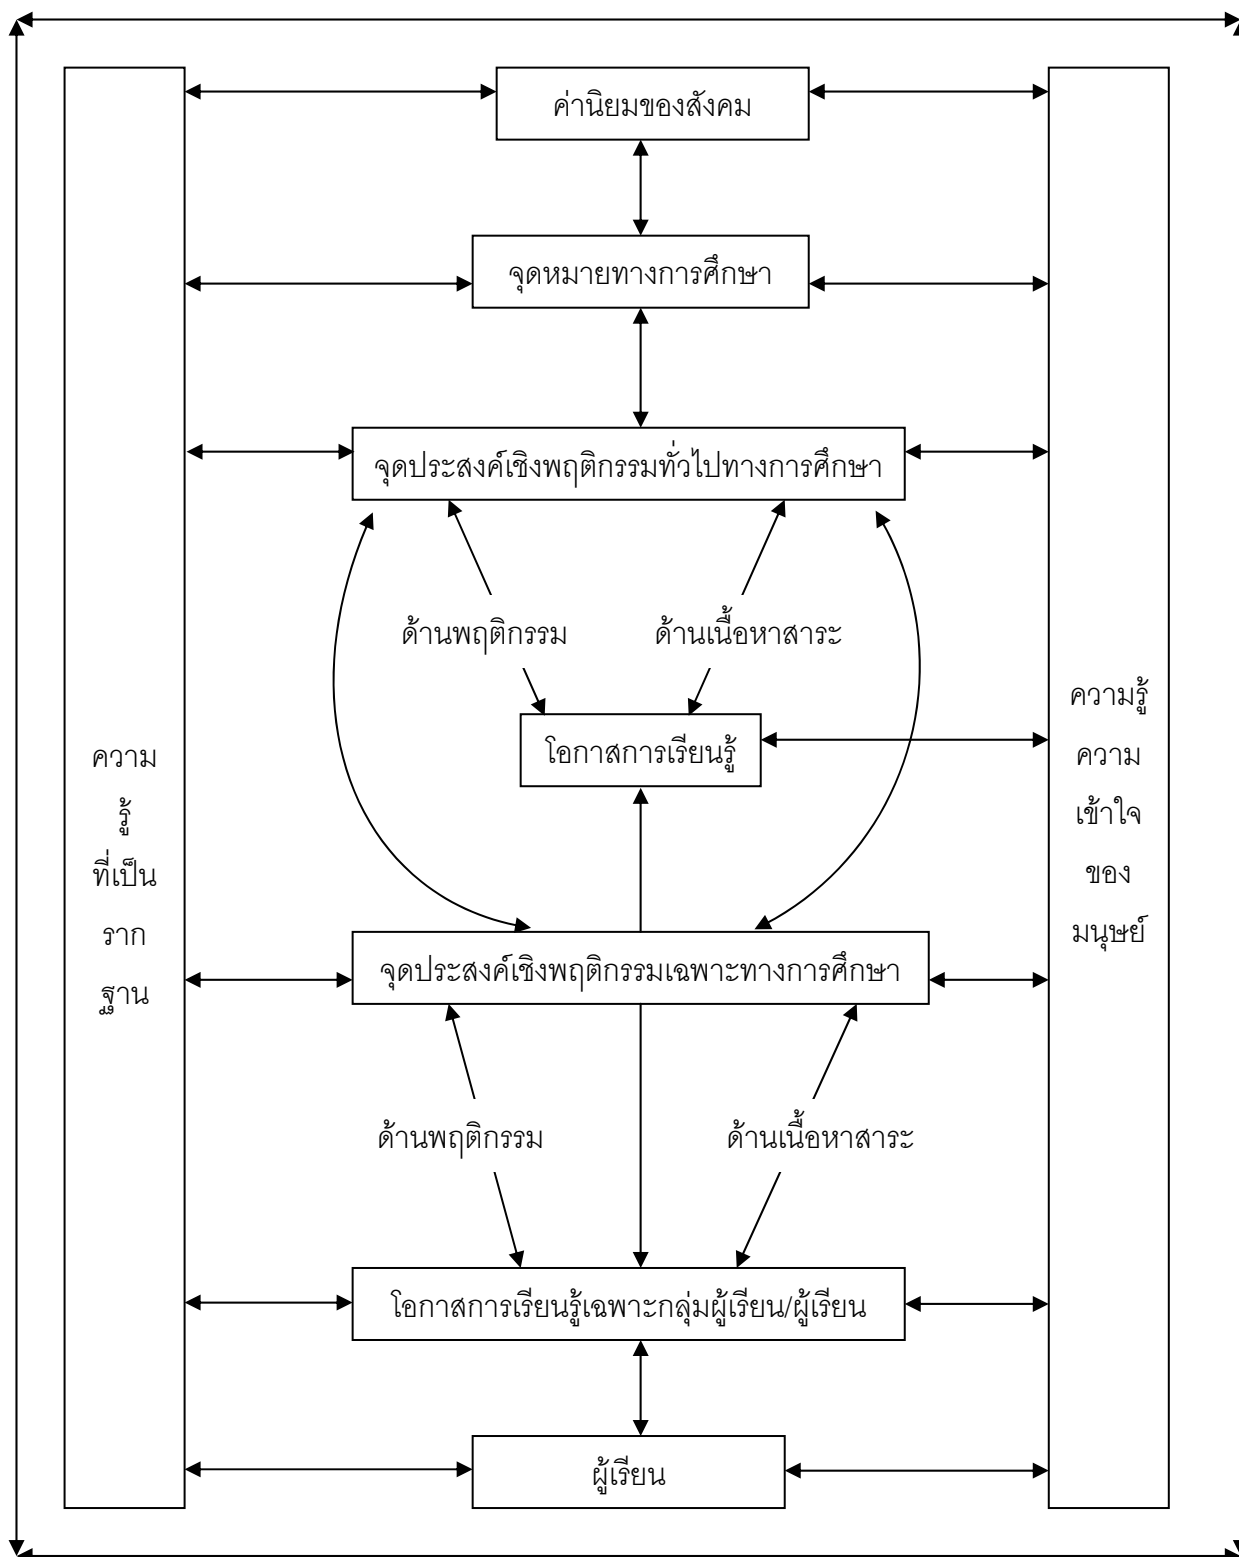 ค่านิยมของสังคม
จุดหมายทางการศึกษา
จุดประสงค์เชิงพฤติกรรมทั่วไปทางการศึกษา
ด้านพฤติกรรม
ด้านเนื้อหาสาระ
โอกาสการเรียนรู้
จุดประสงค์เชิงพฤติกรรมเฉพาะทางการศึกษา
ด้านพฤติกรรม
ด้านเนื้อหาสาระ
โอกาสการเรียนรู้เฉพาะกลุ่มผู้เรียน/ผู้เรียน
ผู้เรียน
ความ
รู้
ที่เป็น
ราก
ฐาน
ความรู้
ความ
เข้าใจ
ของ
มนุษย์